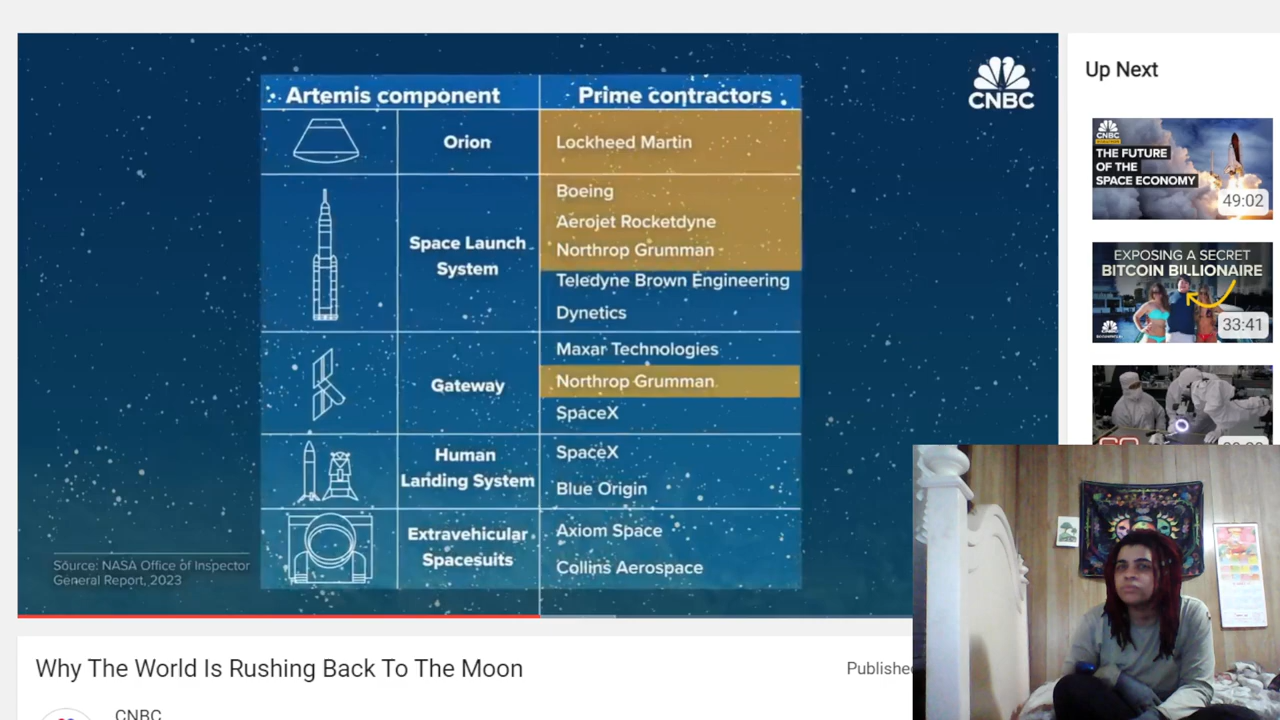 CNBC
Up Next
Artemis component
Prime contractors
Orion
Lockheed Martin
Space Launch
System
Boeing
Aerojet Rocketdyne
Northrop Grumman
Teledyne Brown Engineering
Dynetics
Gateway
Maxar Technologies
Northrop Grumman
SpaceX
Human
Landing System
SpaceX
Blue Origin
Extravehicular
Spacesuits
Axiom Space
Collins Aerospace
Source: NASA Office of Inspector
General Report, 2023
CNBC
THE FUTURE
OF THE
SPACE ECONOMY
49:02
EXPOSING A SECRET
BITCOIN BILLIONAIRE
33:41
Why The World Is Rushing Back To The Moon
CNBC